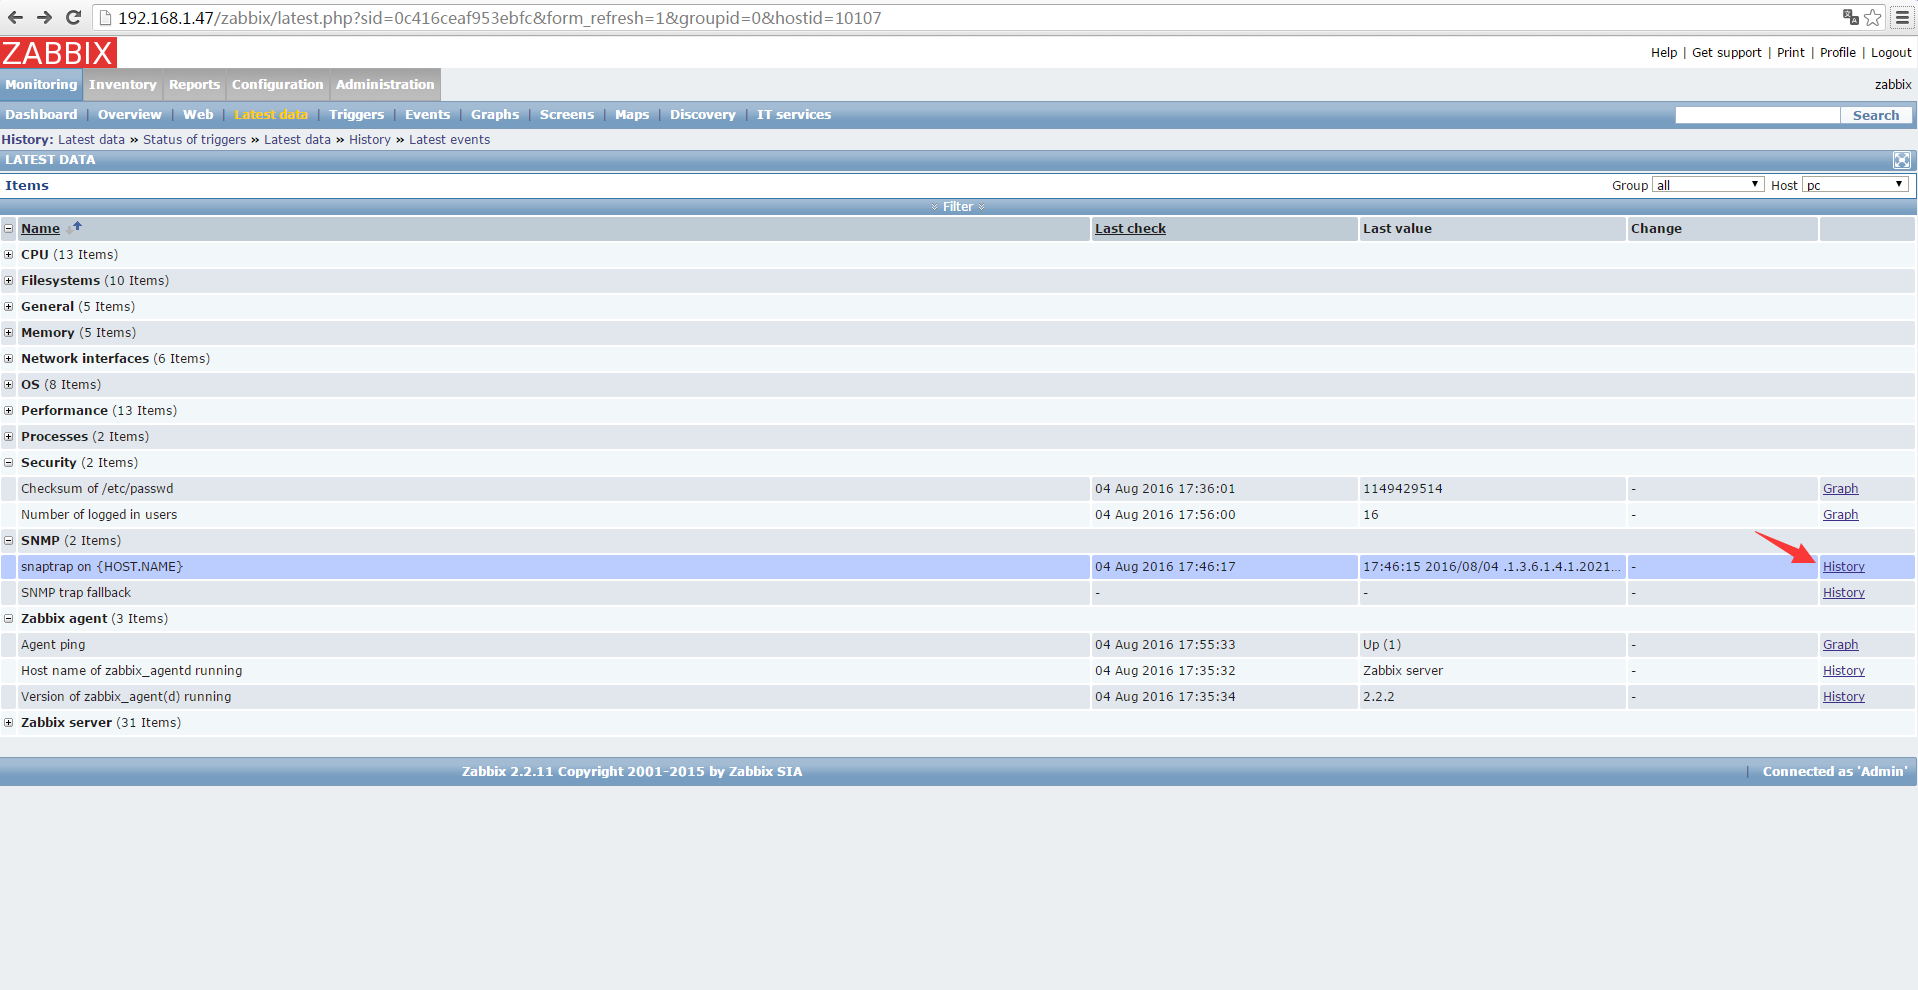 192.168.1.47/zabbix/latest.php?sid=0c416ceaf953ebfc&form_refresh=1&groupid=0&hostid=10107
ZABBIX
Help | Get support | Print | Profile | Logout
Monitoring Inventory Reports Configuration Administration
zabbix
Dashboard | Overview | Web | Latest data | Triggers | Events | Graphs | Screens | Maps | Discovery | IT services
Search
History: Latest data » Status of triggers » Latest data » History » Latest events
LATEST DATA
Items
Group all Host pc
Filter
Name Last check Last value Change
CPU (13 Items)
Filesystems (10 Items)
General (5 Items)
Memory (5 Items)
Network interfaces (6 Items)
OS (8 Items)
Performance (13 Items)
Processes (2 Items)
Security (2 Items)
Checksum of /etc/passwd 04 Aug 2016 17:36:01 1149429514 - Graph
Number of logged in users 04 Aug 2016 17:56:00 16 - Graph
SNMP (2 Items)
snaptrap on {HOST.NAME} 04 Aug 2016 17:46:17 17:46:15 2016/08/04 .1.3.6.1.4.1.2021... - History
SNMP trap fallback - - - History
Zabbix agent (3 Items)
Agent ping 04 Aug 2016 17:55:33 Up (1) - Graph
Host name of zabbix_agentd running 04 Aug 2016 17:35:32 Zabbix server - History
Version of zabbix_agent(d) running 04 Aug 2016 17:35:34 2.2.2 - History
Zabbix server (31 Items)
Zabbix 2.2.11 Copyright 2001-2015 by Zabbix SIA
| Connected as 'Admin'